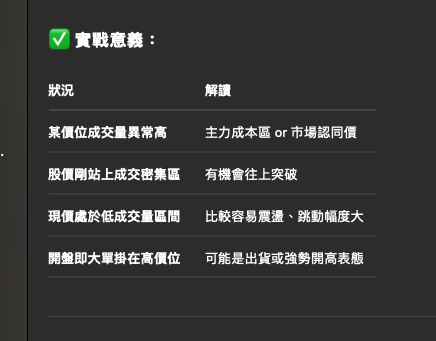 ✅ 實戰意義：
狀況 解讀
某價位成交量異常高 主力成本區 or 市場認同價
股價剛站上成交密集區 有機會往上突破
現價處於低成交量區間 比較容易震盪、跳動幅度大
開盤即大單掛在高價位 可能是出貨或強勢開高表態